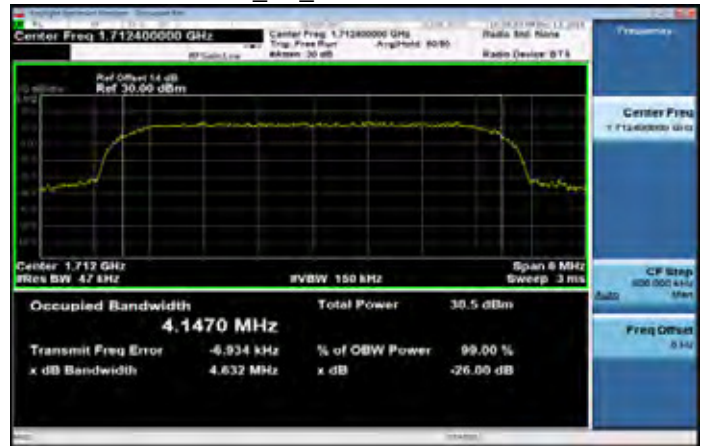 Center Freq 1.712400000 GHz
Center Freq: 1.712400000 GHz
Radio Std: None
Trig: Free Run
Avg|Hold: 50/50
#Atten: 30 dB
Radio Device: BTS
Ref Offset 14 dB
Ref 30.00 dBm
Center 1.712 GHz
Span 6 MHz
#Res BW 47 kHz
#VBW 150 kHz
Sweep 3 ms
Occupied Bandwidth
Total Power
30.5 dBm
4.1470 MHz
Transmit Freq Error
-6.934 kHz
% of OBW Power
99.00 %
x dB Bandwidth
4.632 MHz
x dB
-26.00 dB
Frequency
Center Freq
1.712400000 GHz
CF Step
600.000 kHz
Auto
Man
Freq Offset
0 Hz